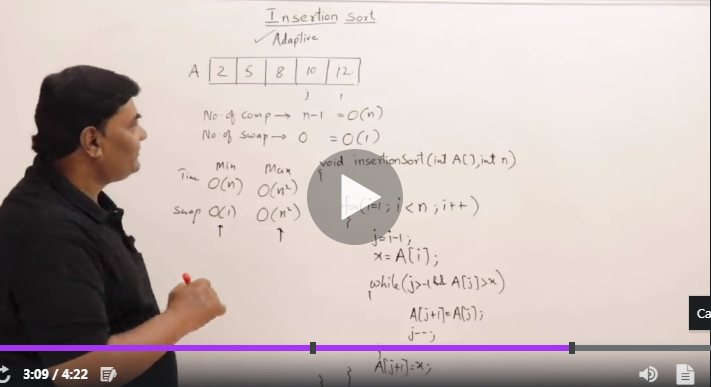 Insertion Sort
✓ Adaptive
A 2 5 8 10 12
j i
No. of comp → n-1 = O(n)
No. of swap → 0 = O(1)
Min Max
Time O(n) O(n²)
Swap O(1) O(n²)
↑ ↑
void insertionSort(int A[], int n)
{
for(i=1; i<n; i++)
{
j=i-1;
x=A[i];
while(j>-1 && A[j]>x)
{
A[j+1]=A[j];
j--;
}
A[j+1]=x;
} }
3:09 / 4:22
Ca